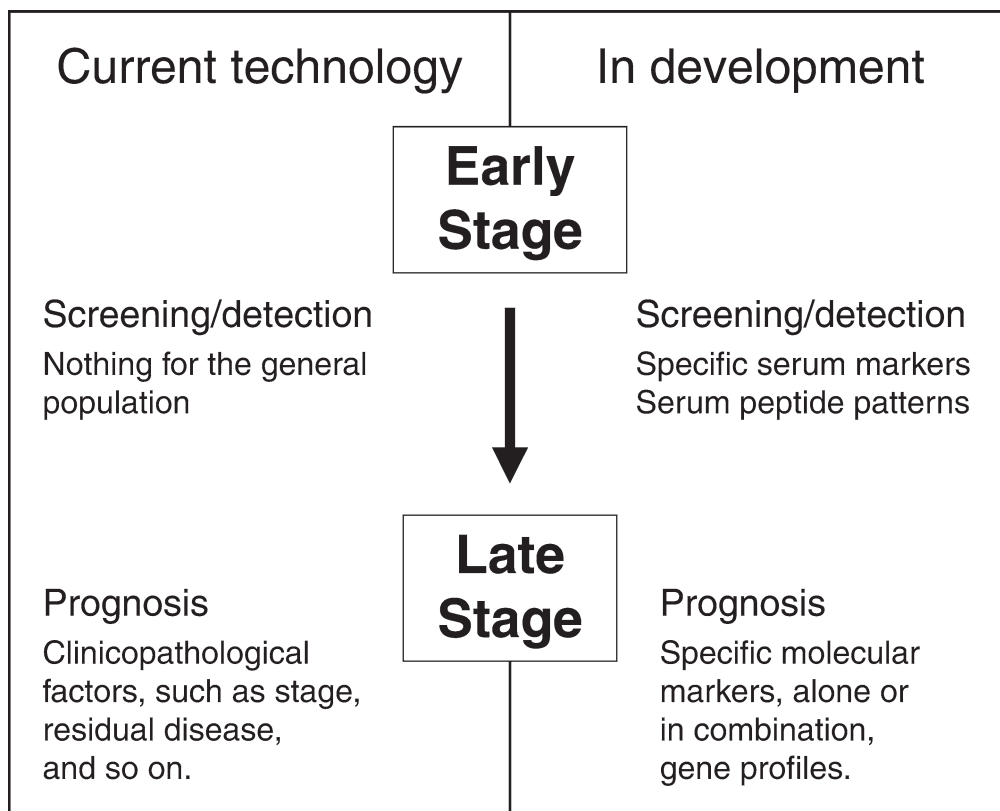 Current technology
In development
Early
Stage
Screening/detection
Nothing for the general
population
Screening/detection
Specific serum markers
Serum peptide patterns
Late
Stage
Prognosis
Clinicopathological
factors, such as stage,
residual disease,
and so on.
Prognosis
Specific molecular
markers, alone or
in combination,
gene profiles.